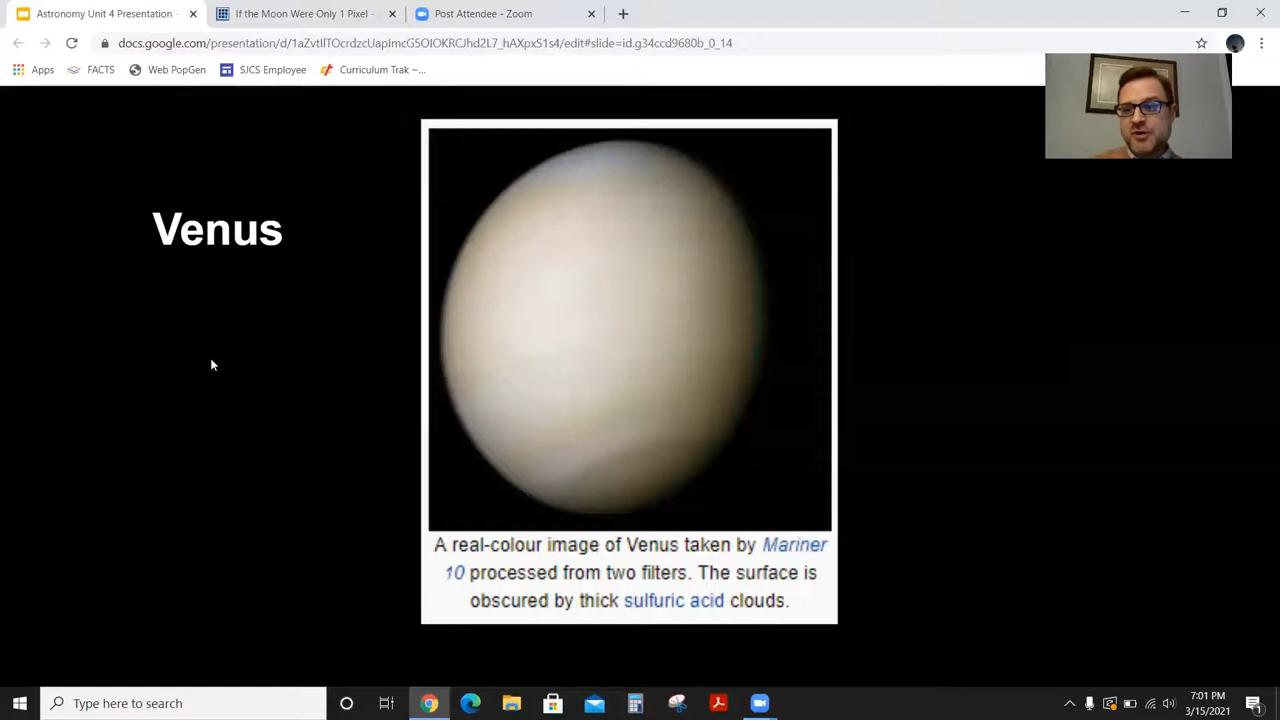 Astronomy Unit 4 Presentation -
If the Moon Were Only 1 Pixel -
Post Attendee - Zoom
docs.google.com/presentation/d/1aZvtIlTOcrdzcUapImcG5OIOKRCJhd2L7_hAXpxS1s4/edit#slide=id.g34ccd9680b_0_14
Apps
FACTS
Web PopGen
SJCS Employee
Curriculum Trak ~...
Venus
A real-colour image of Venus taken by Mariner
10 processed from two filters. The surface is
obscured by thick sulfuric acid clouds.
Type here to search
7:01 PM
3/15/2021
1